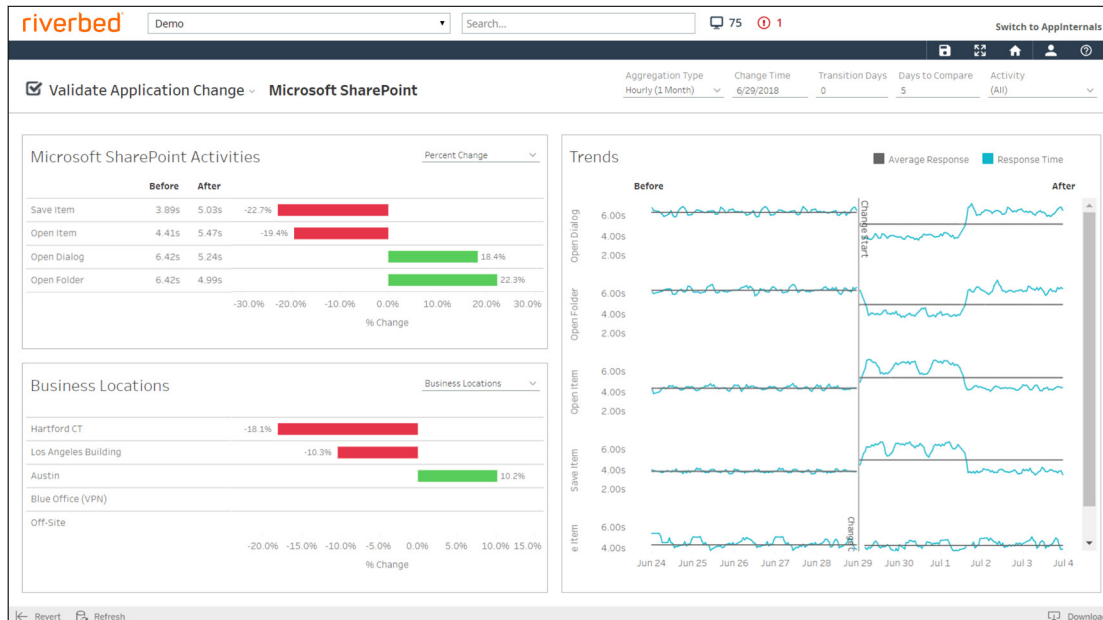 riverbed
Demo
Search...
75
1
Switch to AppInternals
Validate Application Change Microsoft SharePoint
Aggregation Type
Hourly (1 Month)
Change Time
6/29/2018
Transition Days
0
Days to Compare
5
Activity
(All)
Microsoft SharePoint Activities
Percent Change
Before After
Save Item 3.89s 5.03s -22.7%
Open Item 4.41s 5.47s -19.4%
Open Dialog 6.42s 5.24s 18.4%
Open Folder 6.42s 4.99s 22.3%
-30.0% -20.0% -10.0% 0.0% 10.0% 20.0% 30.0%
% Change
Business Locations
Business Locations
Hartford CT -18.1%
Los Angeles Building -10.3%
Austin 10.2%
Blue Office (VPN)
Off-Site
-20.0% -15.0% -10.0% -5.0% 0.0% 5.0% 10.0% 15.0%
% Change
Trends
Average Response Response Time
Before After
Open Dialog
6.00s
4.00s
2.00s
Change Start
Open Folder
6.00s
4.00s
2.00s
Open Item
6.00s
4.00s
2.00s
Save Item
6.00s
4.00s
2.00s
e Item
6.00s
4.00s
Jun 24 Jun 25 Jun 26 Jun 27 Jun 28 Jun 29 Jun 30 Jul 1 Jul 2 Jul 3 Jul 4
Revert Refresh
Download